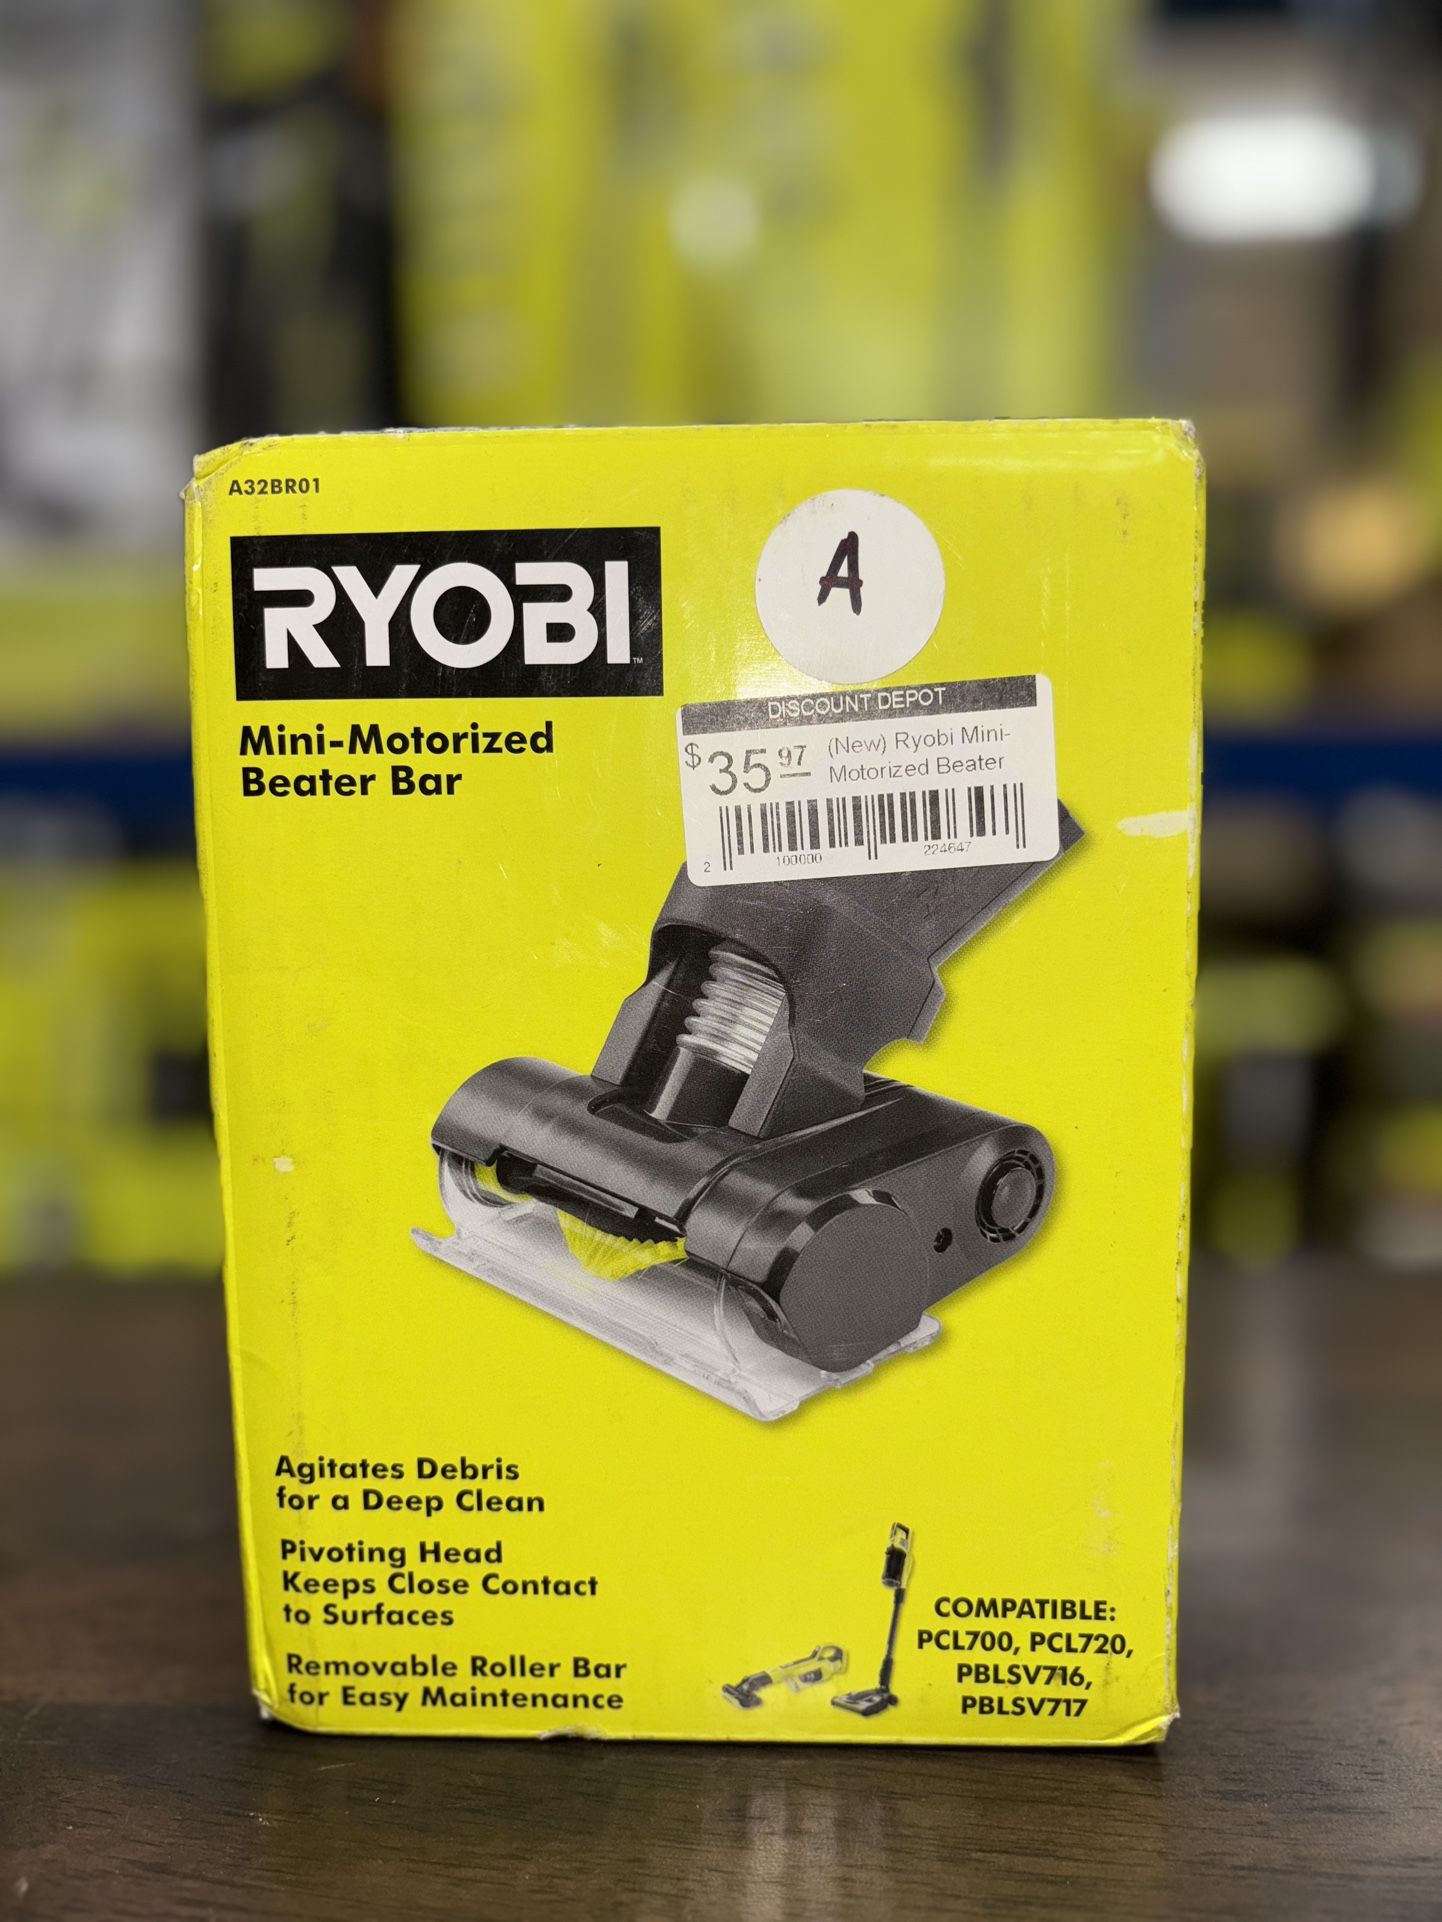 A32BR01
RYOBI™
A
Mini-Motorized
Beater Bar
DISCOUNT DEPOT
$35.97
(New) Ryobi Mini-
Motorized Beater
2 100000 224647
Agitates Debris
for a Deep Clean
Pivoting Head
Keeps Close Contact
to Surfaces
Removable Roller Bar
for Easy Maintenance
COMPATIBLE:
PCL700, PCL720,
PBLSV716,
PBLSV717